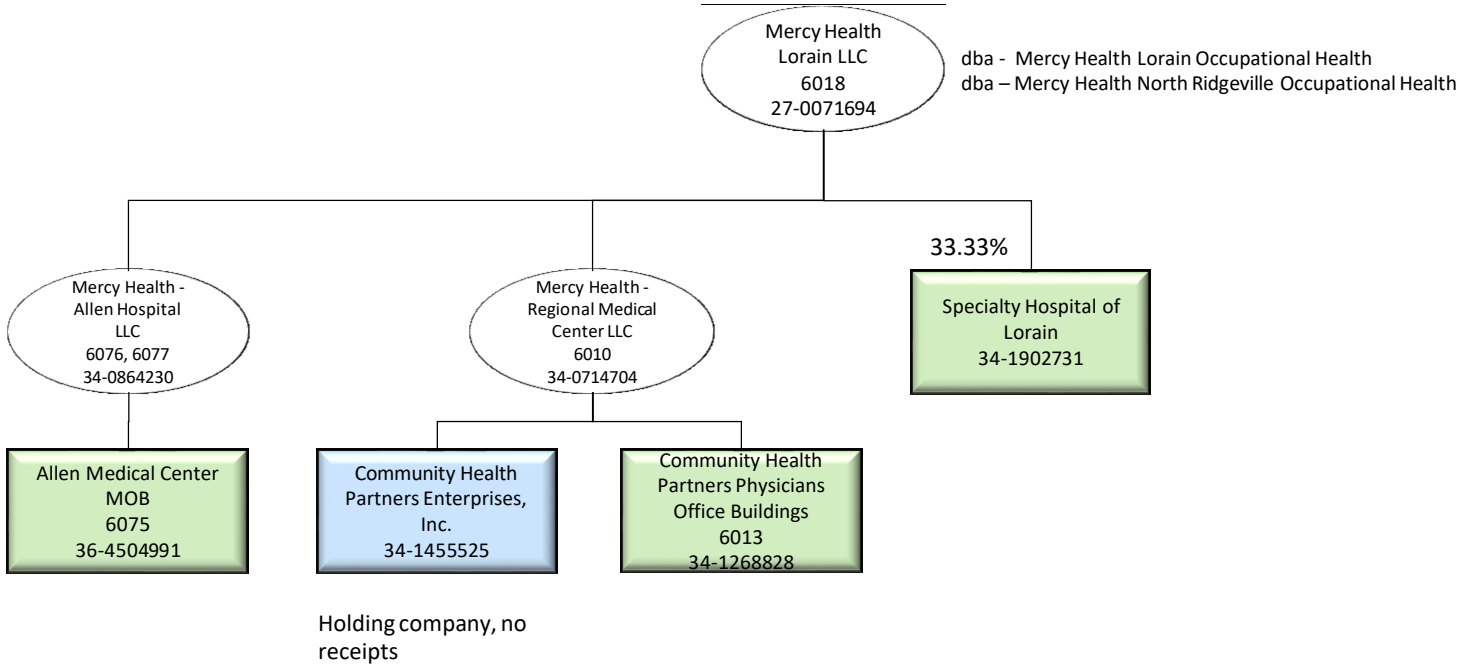 Mercy Health
Lorain LLC
6018
27-0071694
dba - Mercy Health Lorain Occupational Health
dba – Mercy Health North Ridgeville Occupational Health
33.33%
Mercy Health -
Allen Hospital
LLC
6076, 6077
34-0864230
Mercy Health -
Regional Medical
Center LLC
6010
34-0714704
Specialty Hospital of
Lorain
34-1902731
Allen Medical Center
MOB
6075
36-4504991
Community Health
Partners Enterprises,
Inc.
34-1455525
Community Health
Partners Physicians
Office Buildings
6013
34-1268828
Holding company, no
receipts